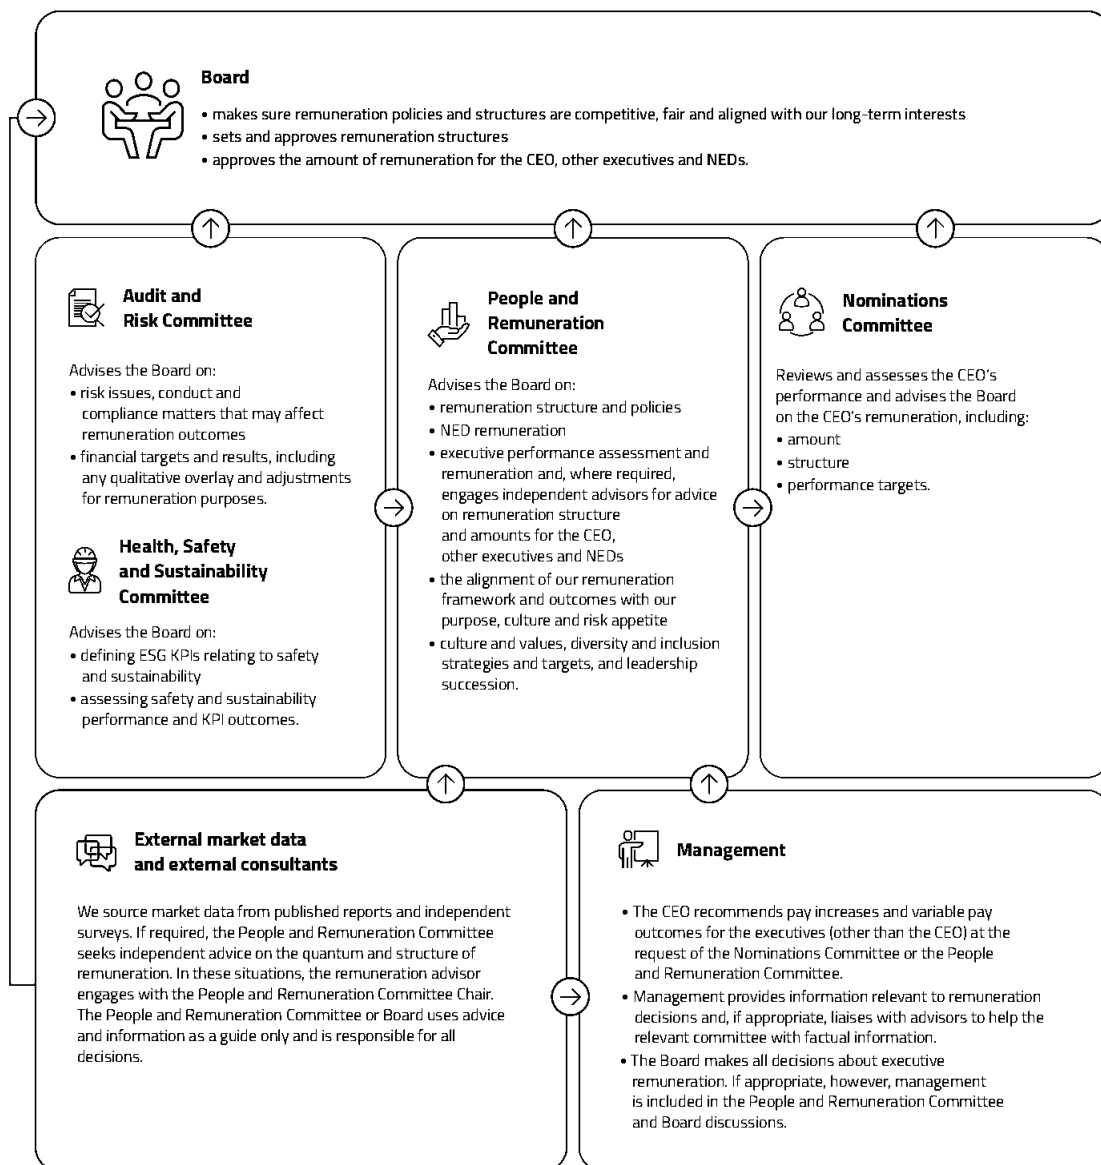 Board
• makes sure remuneration policies and structures are competitive, fair and aligned with our long-term interests
• sets and approves remuneration structures
• approves the amount of remuneration for the CEO, other executives and NEDs.
Audit and
Risk Committee
Advises the Board on:
• risk issues, conduct and
compliance matters that may affect
remuneration outcomes
• financial targets and results, including
any qualitative overlay and adjustments
for remuneration purposes.
Health, Safety
and Sustainability
Committee
Advises the Board on:
• defining ESG KPIs relating to safety
and sustainability
• assessing safety and sustainability
performance and KPI outcomes.
People and
Remuneration
Committee
Advises the Board on:
• remuneration structure and policies
• NED remuneration
• executive performance assessment and
remuneration and, where required,
engages independent advisors for advice
on remuneration structure
and amounts for the CEO,
other executives and NEDs
• the alignment of our remuneration
framework and outcomes with our
purpose, culture and risk appetite
• culture and values, diversity and inclusion
strategies and targets, and leadership
succession.
Nominations
Committee
Reviews and assesses the CEO's
performance and advises the Board
on the CEO's remuneration, including:
• amount
• structure
• performance targets.
External market data
and external consultants
We source market data from published reports and independent
surveys. If required, the People and Remuneration Committee
seeks independent advice on the quantum and structure of
remuneration. In these situations, the remuneration advisor
engages with the People and Remuneration Committee Chair.
The People and Remuneration Committee or Board uses advice
and information as a guide only and is responsible for all
decisions.
Management
• The CEO recommends pay increases and variable pay
outcomes for the executives (other than the CEO) at the
request of the Nominations Committee or the People
and Remuneration Committee.
• Management provides information relevant to remuneration
decisions and, if appropriate, liaises with advisors to help the
relevant committee with factual information.
• The Board makes all decisions about executive
remuneration. If appropriate, however, management
is included in the People and Remuneration Committee
and Board discussions.